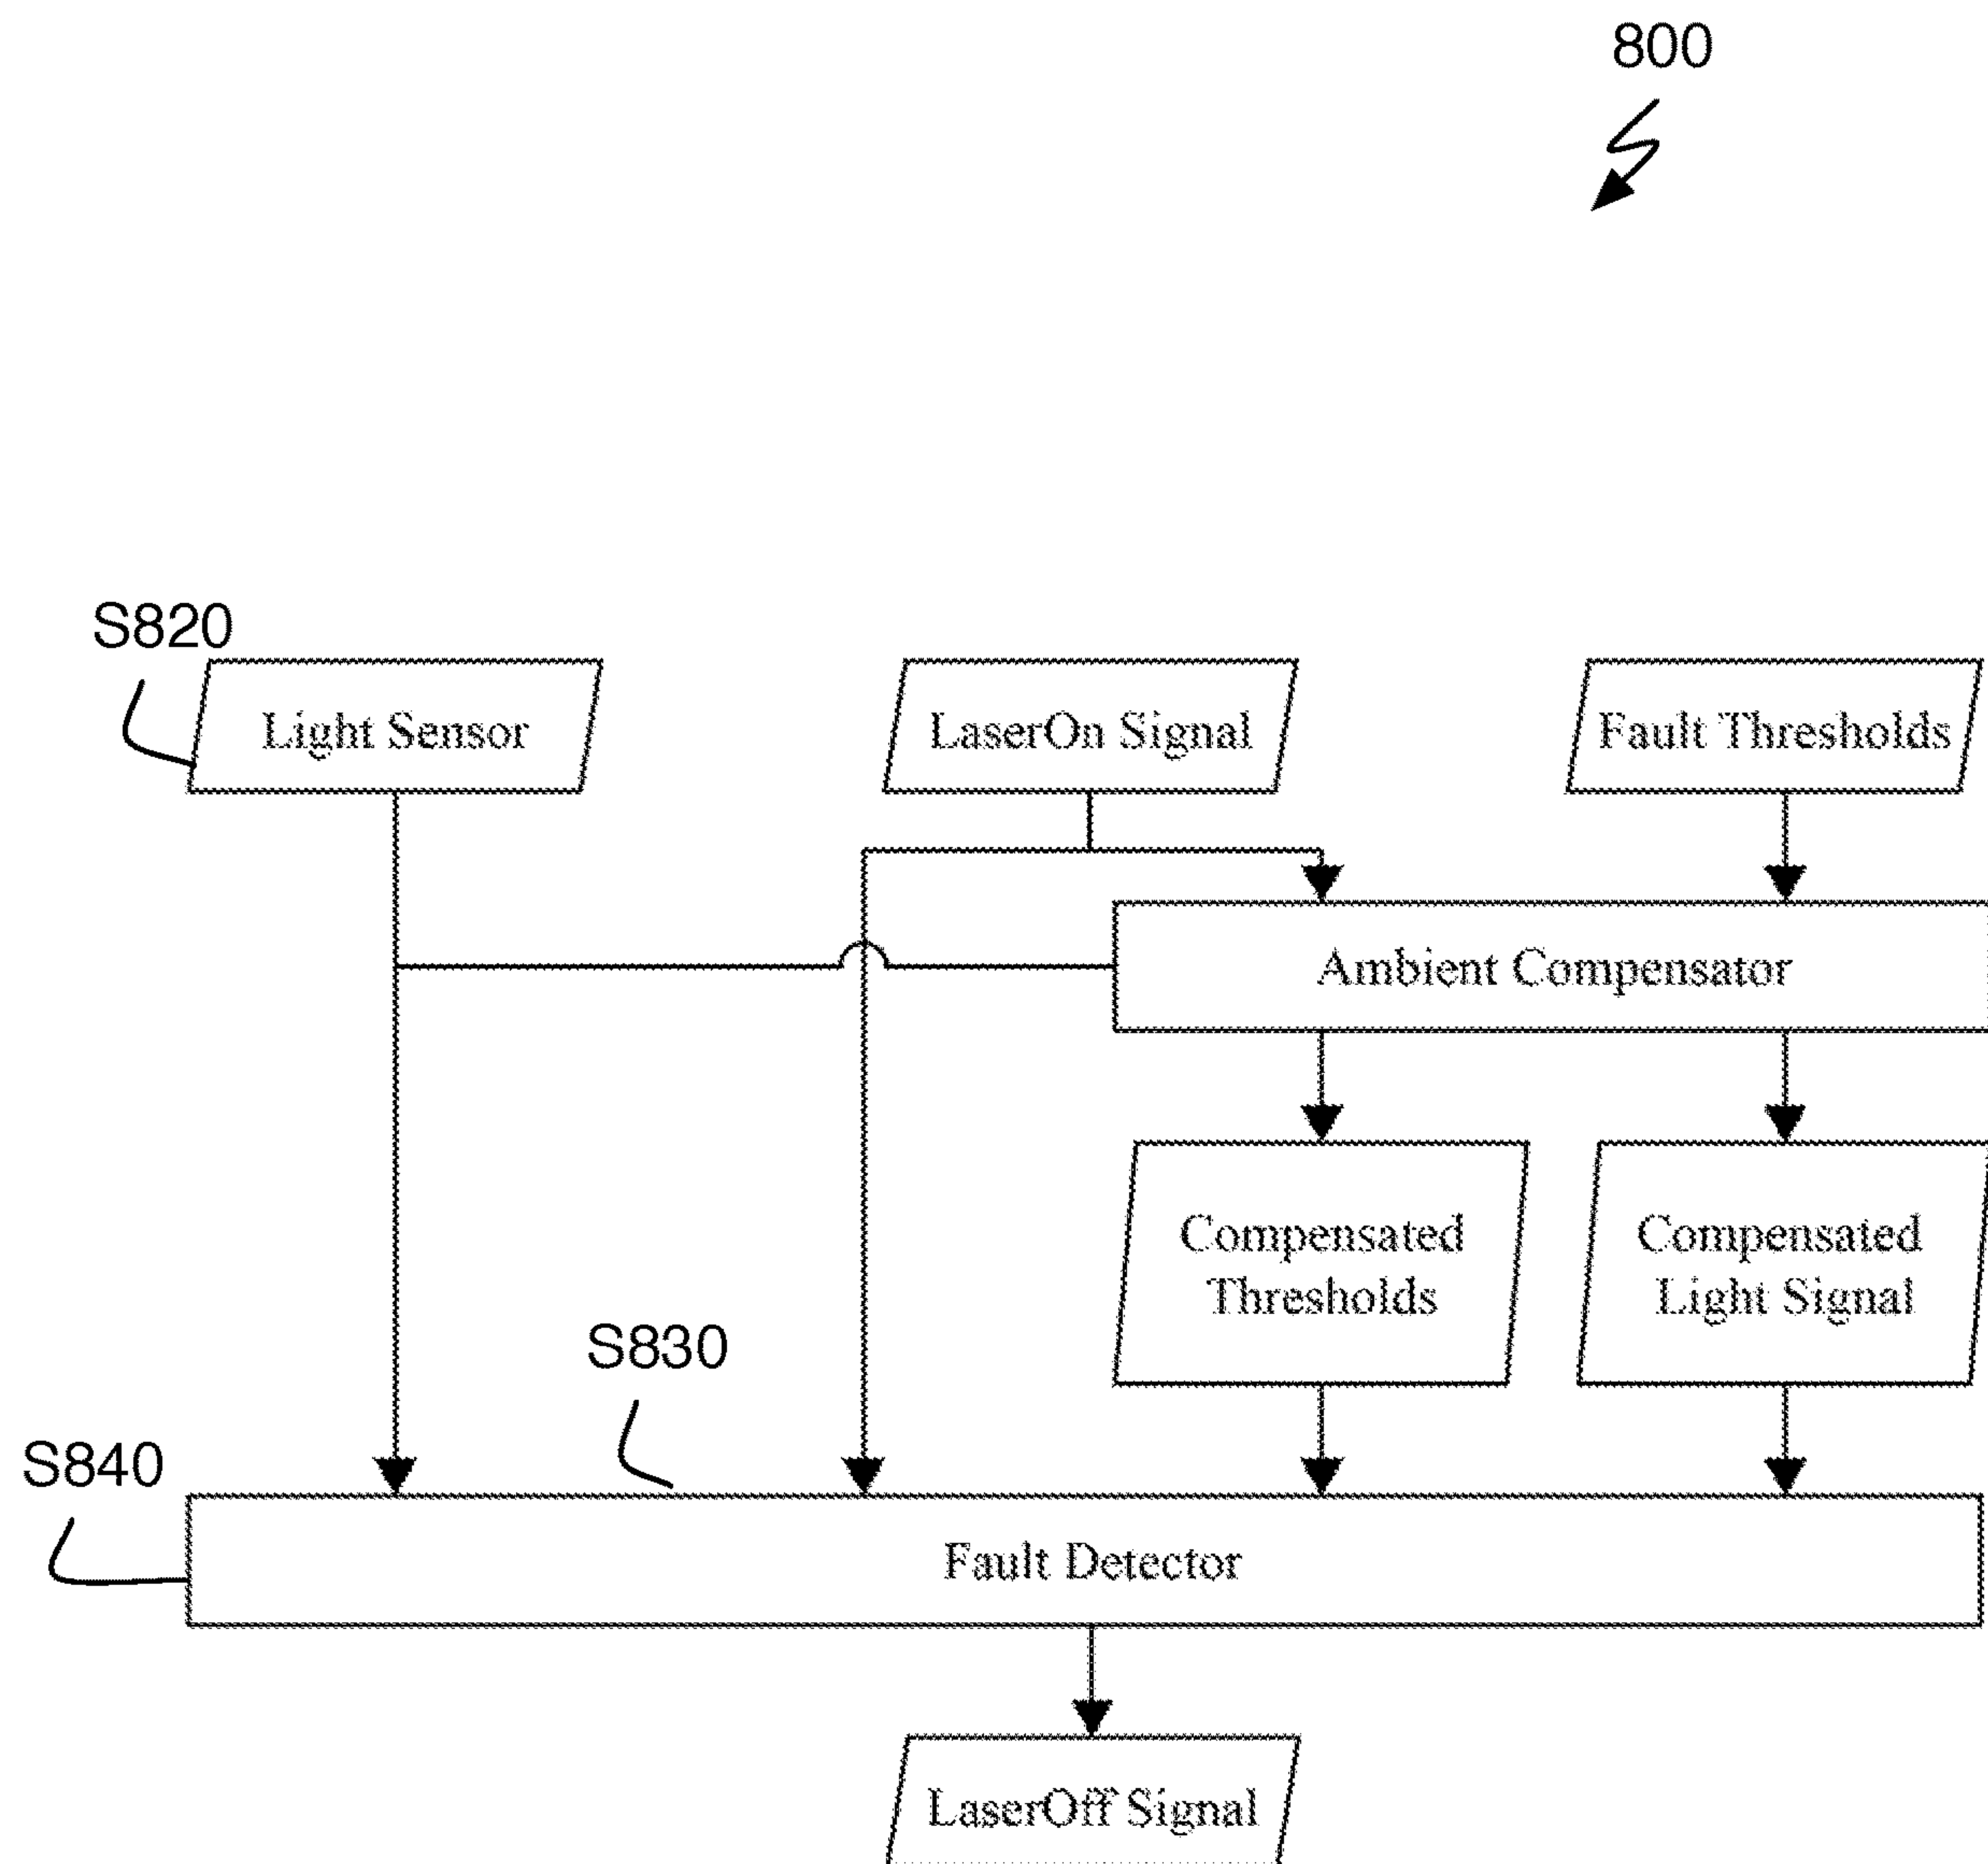 800
S820
Light Sensor
LaserOn Signal
Fault Thresholds
Ambient Compensator
Compensated
Thresholds
Compensated
Light Signal
S830
S840
Fault Detector
LaserOff Signal